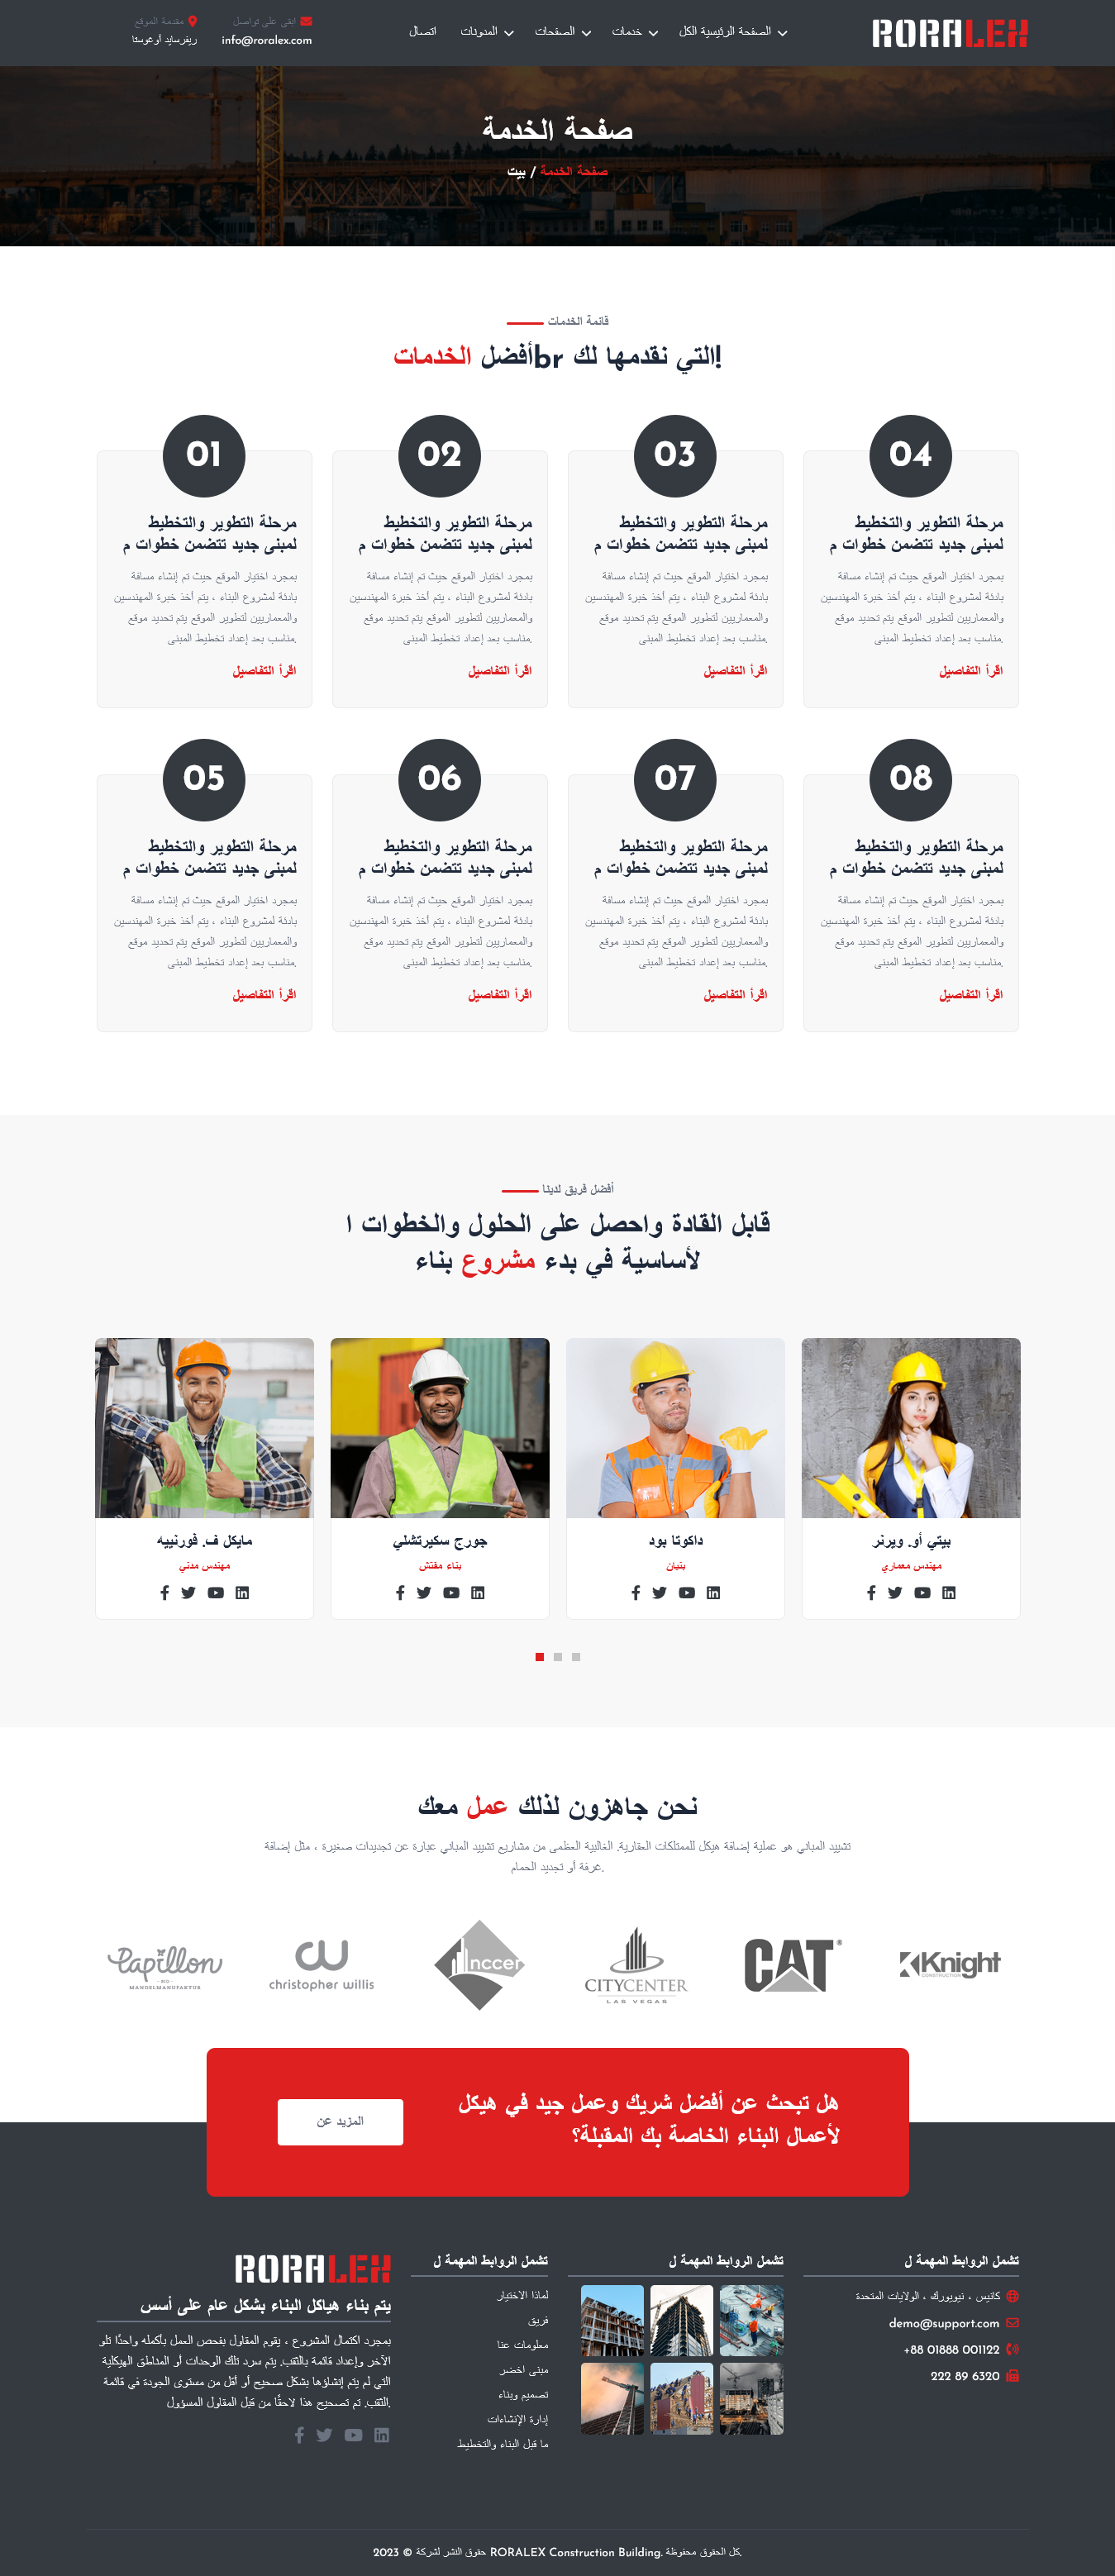 RORALEX
الصفحة الرئيسية الكل
خدمات
الصفحات
المدونات
اتصال
ابقى على تواصل
info@roralex.com
مقدمة الموقع
ريفرسايد أوغوستا
صفحة الخدمة
صفحة الخدمة / بيت
قائمة الخدمات
أفضل الخدمات br التي نقدمها لك!
01
مرحلة التطوير والتخطيط
لمبنى جديد تتضمن خطوات م
بمجرد اختيار الموقع حيث تم إنشاء مسافة
بادئة لمشروع البناء ، يتم أخذ خبرة المهندسين
والمعماريين لتطوير الموقع يتم تحديد موقع
مناسب بعد إعداد تخطيط المبنى.
اقرأ التفاصيل
02
مرحلة التطوير والتخطيط
لمبنى جديد تتضمن خطوات م
بمجرد اختيار الموقع حيث تم إنشاء مسافة
بادئة لمشروع البناء ، يتم أخذ خبرة المهندسين
والمعماريين لتطوير الموقع يتم تحديد موقع
مناسب بعد إعداد تخطيط المبنى.
اقرأ التفاصيل
03
مرحلة التطوير والتخطيط
لمبنى جديد تتضمن خطوات م
بمجرد اختيار الموقع حيث تم إنشاء مسافة
بادئة لمشروع البناء ، يتم أخذ خبرة المهندسين
والمعماريين لتطوير الموقع يتم تحديد موقع
مناسب بعد إعداد تخطيط المبنى.
اقرأ التفاصيل
04
مرحلة التطوير والتخطيط
لمبنى جديد تتضمن خطوات م
بمجرد اختيار الموقع حيث تم إنشاء مسافة
بادئة لمشروع البناء ، يتم أخذ خبرة المهندسين
والمعماريين لتطوير الموقع يتم تحديد موقع
مناسب بعد إعداد تخطيط المبنى.
اقرأ التفاصيل
05
مرحلة التطوير والتخطيط
لمبنى جديد تتضمن خطوات م
بمجرد اختيار الموقع حيث تم إنشاء مسافة
بادئة لمشروع البناء ، يتم أخذ خبرة المهندسين
والمعماريين لتطوير الموقع يتم تحديد موقع
مناسب بعد إعداد تخطيط المبنى.
اقرأ التفاصيل
06
مرحلة التطوير والتخطيط
لمبنى جديد تتضمن خطوات م
بمجرد اختيار الموقع حيث تم إنشاء مسافة
بادئة لمشروع البناء ، يتم أخذ خبرة المهندسين
والمعماريين لتطوير الموقع يتم تحديد موقع
مناسب بعد إعداد تخطيط المبنى.
اقرأ التفاصيل
07
مرحلة التطوير والتخطيط
لمبنى جديد تتضمن خطوات م
بمجرد اختيار الموقع حيث تم إنشاء مسافة
بادئة لمشروع البناء ، يتم أخذ خبرة المهندسين
والمعماريين لتطوير الموقع يتم تحديد موقع
مناسب بعد إعداد تخطيط المبنى.
اقرأ التفاصيل
08
مرحلة التطوير والتخطيط
لمبنى جديد تتضمن خطوات م
بمجرد اختيار الموقع حيث تم إنشاء مسافة
بادئة لمشروع البناء ، يتم أخذ خبرة المهندسين
والمعماريين لتطوير الموقع يتم تحديد موقع
مناسب بعد إعداد تخطيط المبنى.
اقرأ التفاصيل
أفضل فريق لدينا
قابل القادة واحصل على الحلول والخطوات ا
لأساسية في بدء مشروع بناء
مايكل ف. فورنييه
مهندس مدني
جورج سكيرتشلي
بناء مفتش
داكوتا بود
بنيان
بيتي أو. ويرنر
مهندس معماري
نحن جاهزون لذلك عمل معك
تشييد المباني هو عملية إضافة هيكل للممتلكات العقارية. الغالبية العظمى من مشاريع تشييد المباني عبارة عن تجديدات صغيرة ، مثل إضافة
غرفة أو تجديد الحمام.
Papillon
BIO
MANDELMANUFAKTUR
christopher willis
nccer
CITYCENTER
LAS VEGAS
CAT®
Knight
CONSTRUCTION
هل تبحث عن أفضل شريك وعمل جيد في هيكل
لأعمال البناء الخاصة بك المقبلة؟
المزيد عن
RORALEX
يتم بناء هياكل البناء بشكل عام على أسس
بمجرد اكتمال المشروع ، يقوم المقاول بفحص العمل بأكمله واحدًا تلو
الآخر وإعداد قائمة بالثقب. يتم سرد تلك الوحدات أو المناطق الهيكلية
التي لم يتم إنشاؤها بشكل صحيح أو أقل من مستوى الجودة في قائمة
الثقب. تم تصحيح هذا لاحقًا من قبل المقاول المسؤول.
تشمل الروابط المهمة ل
لماذا الاختيار
فريق
معلومات عنا
مبنى اخضر
تصميم وبناء
إدارة الإنشاءات
ما قبل البناء والتخطيط
تشمل الروابط المهمة ل
تشمل الروابط المهمة ل
كانيس ، نيويورك ، الولايات المتحدة
demo@support.com
+88 01888 001122
222 89 6320
2023 © حقوق النشر لشركة RORALEX Construction Building. كل الحقوق محفوظة.